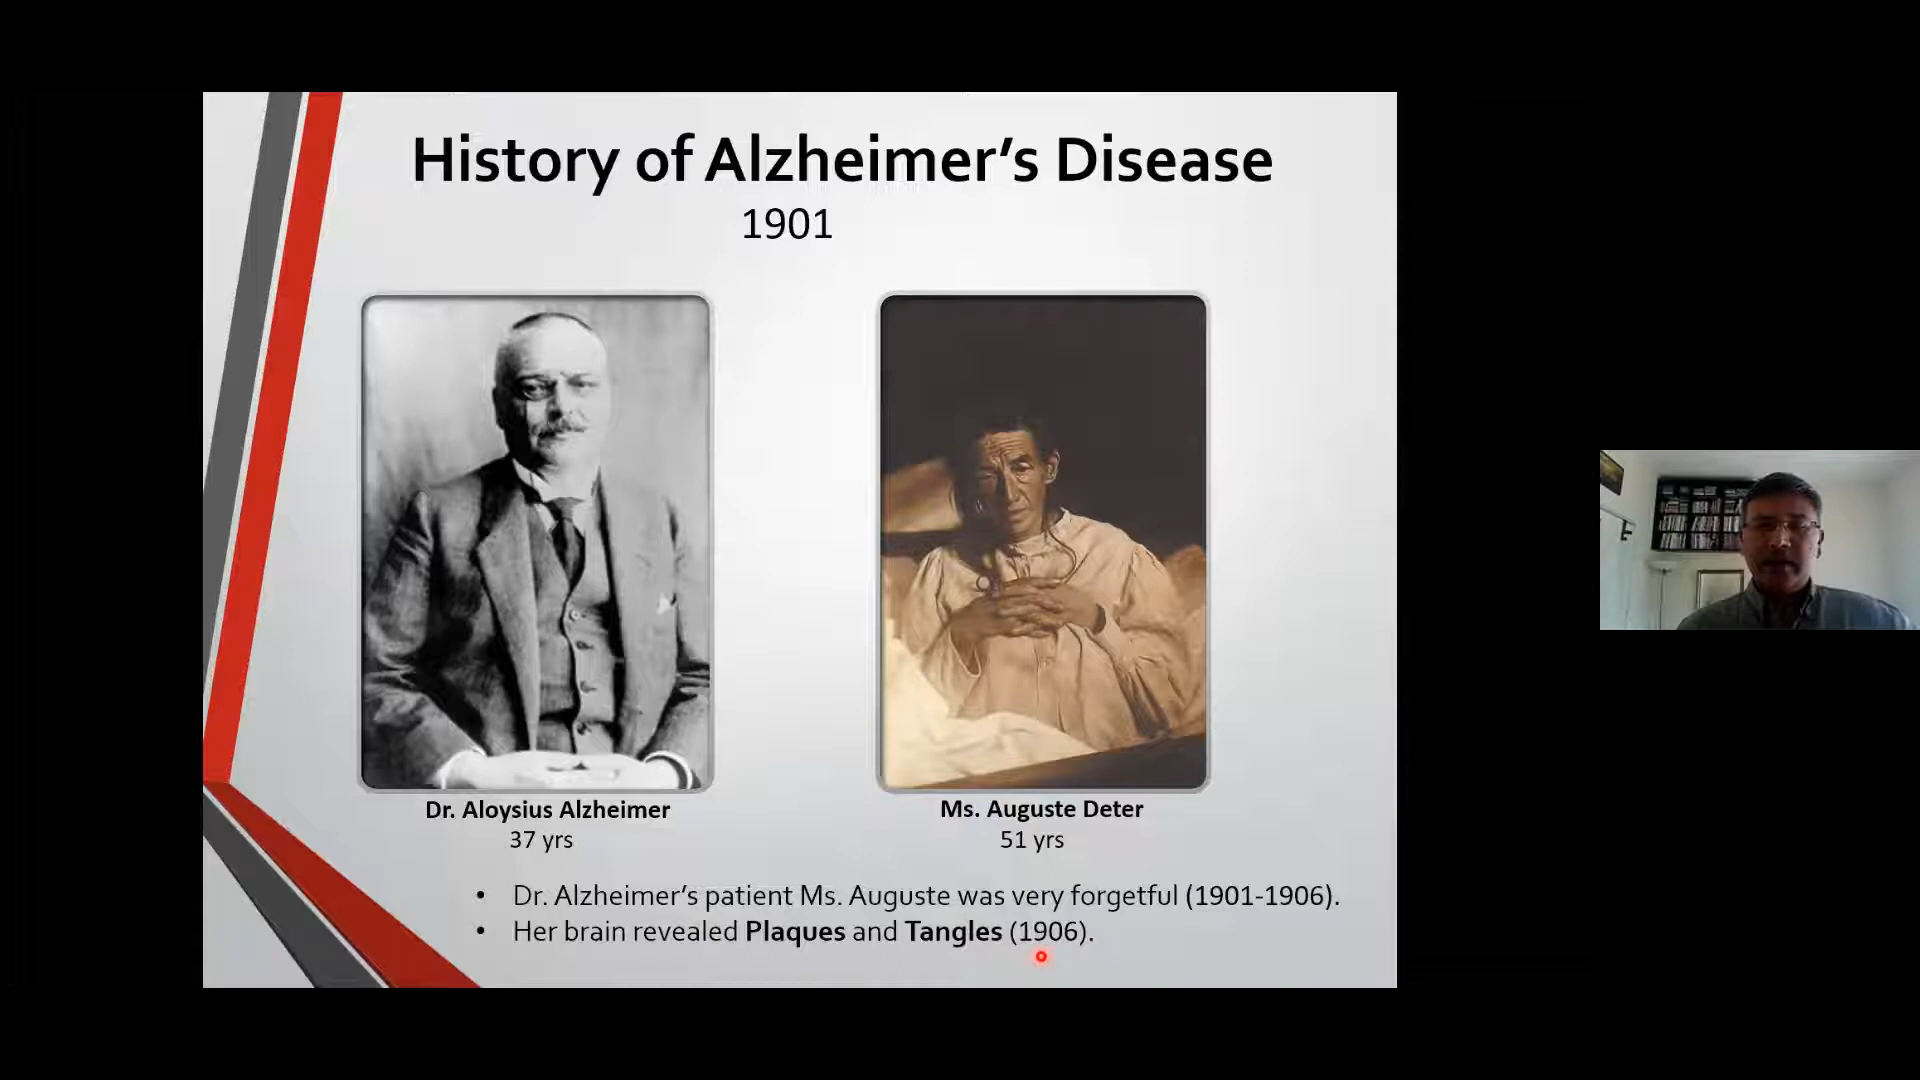 History of Alzheimer’s Disease
1901
Dr. Aloysius Alzheimer
37 yrs
Ms. Auguste Deter
51 yrs
• Dr. Alzheimer’s patient Ms. Auguste was very forgetful (1901-1906).
• Her brain revealed Plaques and Tangles (1906).